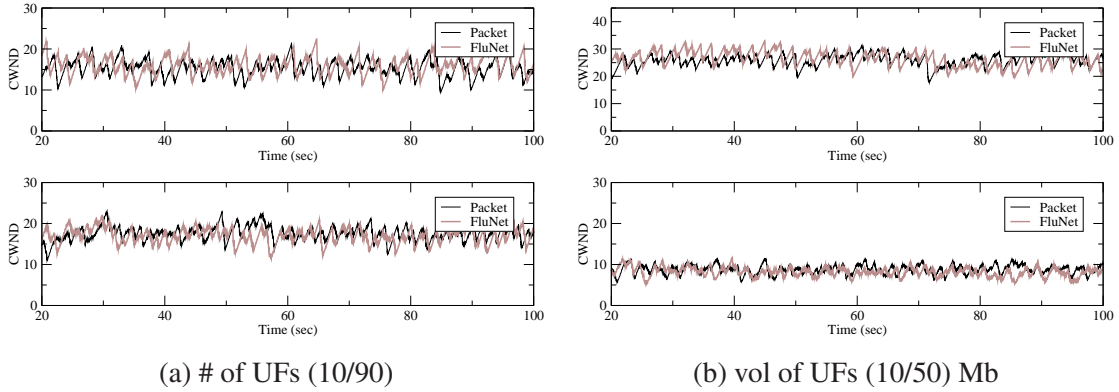 30
20
10
0
CWND
20 40 60 80 100
Time (sec)
Packet
FluNet
40
30
20
10
0
CWND
20 40 60 80 100
Time (sec)
Packet
FluNet
30
20
10
0
CWND
20 40 60 80 100
Time (sec)
Packet
FluNet
30
20
10
0
CWND
20 40 60 80 100
Time (sec)
Packet
FluNet
(a) # of UFs (10/90)
(b) vol of UFs (10/50) Mb